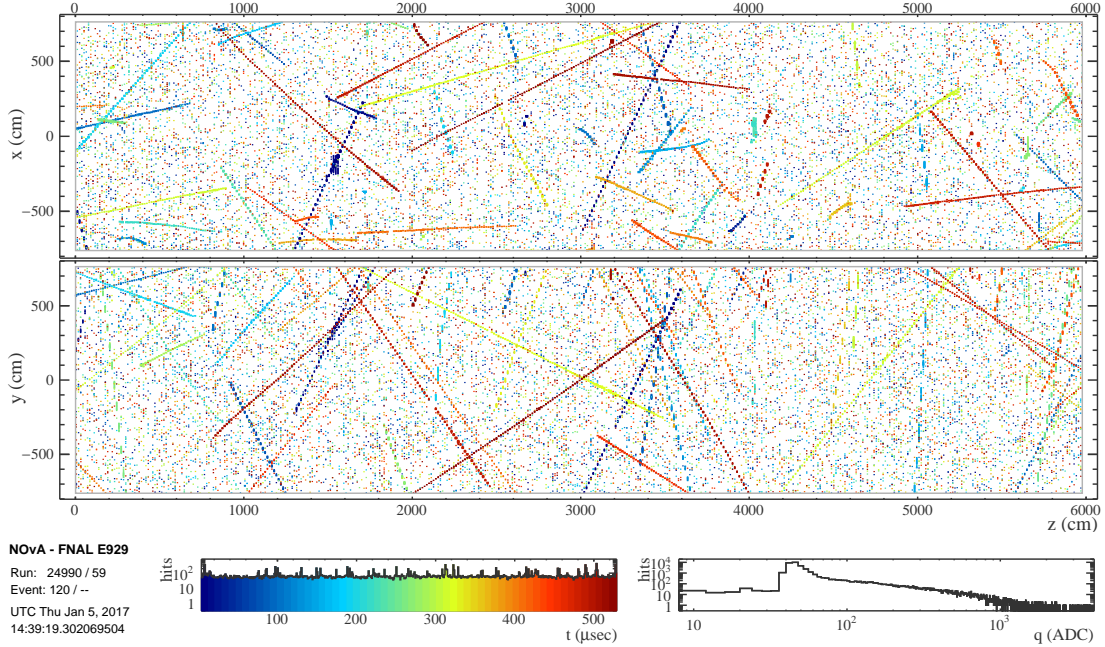 0 1000 2000 3000 4000 5000 6000
500
0
−500
x (cm)
500
0
−500
y (cm)
0 1000 2000 3000 4000 5000 6000
z (cm)
NOvA - FNAL E929
Run: 24990 / 59
Event: 120 / --
UTC Thu Jan 5, 2017
14:39:19.302069504
hits
10²
10
1
100 200 300 400 500
t (μsec)
hits
10⁴
10³
10²
10
1
10 10² 10³
q (ADC)